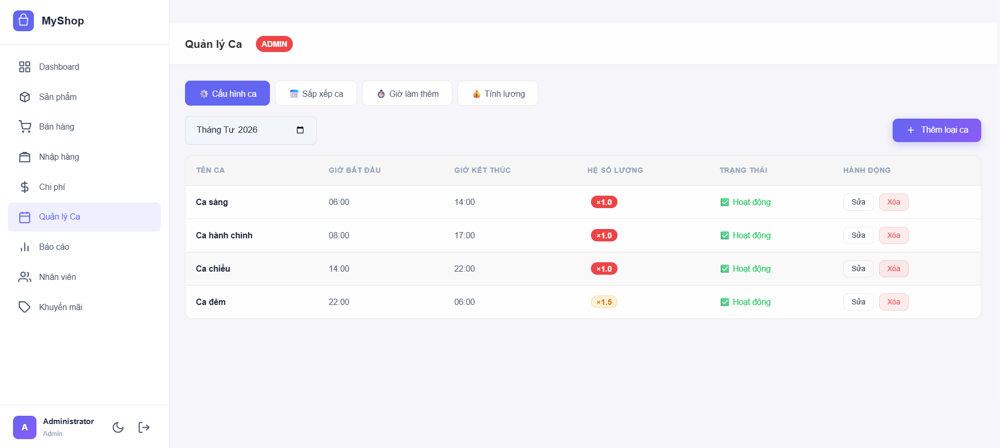 MyShop
Dashboard
Sản phẩm
Bán hàng
Nhập hàng
Chi phí
Quản lý Ca
Báo cáo
Nhân viên
Khuyến mãi
A
Administrator
Admin
Quản lý Ca ADMIN
Cấu hình ca Sắp xếp ca Giờ làm thêm Tính lương
Tháng Tư 2026 + Thêm loại ca
TÊN CA GIỜ BẮT ĐẦU GIỜ KẾT THÚC HỆ SỐ LƯƠNG TRẠNG THÁI HÀNH ĐỘNG
Ca sáng 06:00 14:00 ×1.0 ✅ Hoạt động Sửa Xóa
Ca hành chính 08:00 17:00 ×1.0 ✅ Hoạt động Sửa Xóa
Ca chiều 14:00 22:00 ×1.0 ✅ Hoạt động Sửa Xóa
Ca đêm 22:00 06:00 ×1.5 ✅ Hoạt động Sửa Xóa